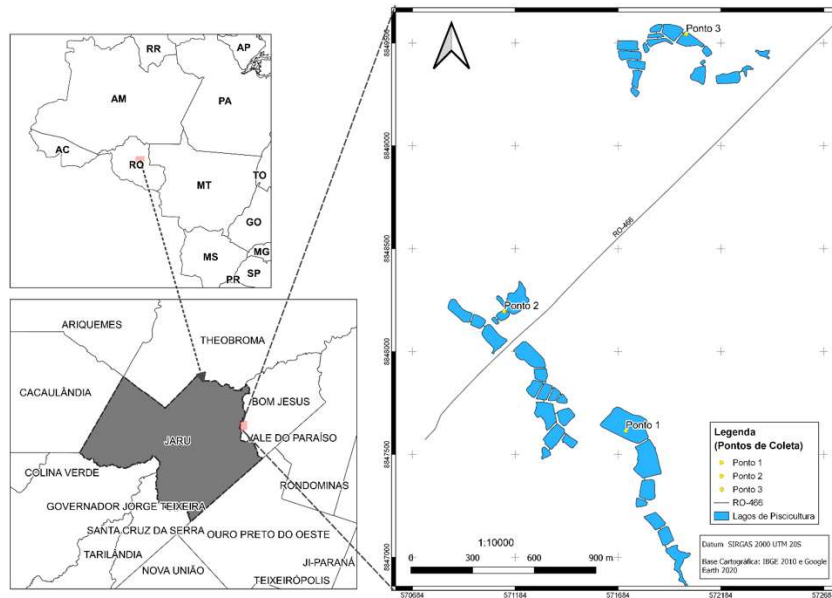 RR
AP
AM
PA
AC
RO
TO
MT
GO
MS
MG
SP
PR
ARIQUEMES
THEOBROMA
CACAULÂNDIA
BOM JESUS
JARU
VALE DO PARAÍSO
COLINA VERDE
RONDOMINAS
GOVERNADOR JORGE TEIXEIRA
SANTA CRUZ DA SERRA
OURO PRETO DO OESTE
TARILÂNDIA
JI-PARANÁ
NOVA UNIÃO
TEIXEIRÓPOLIS
Ponto 3
8849500
8849000
RO-466
8848500
Ponto 2
8848000
Ponto 1
8847500
8847000
Legenda
(Pontos de Coleta)
Ponto 1
Ponto 2
Ponto 3
RO-466
Lagos de Piscicultura
Datum SIRGAS 2000 UTM 20S
Base Cartográfica: IBGE 2010 e Google
Earth 2020
1:10000
0 300 600 900 m
570684 571184 571684 572184